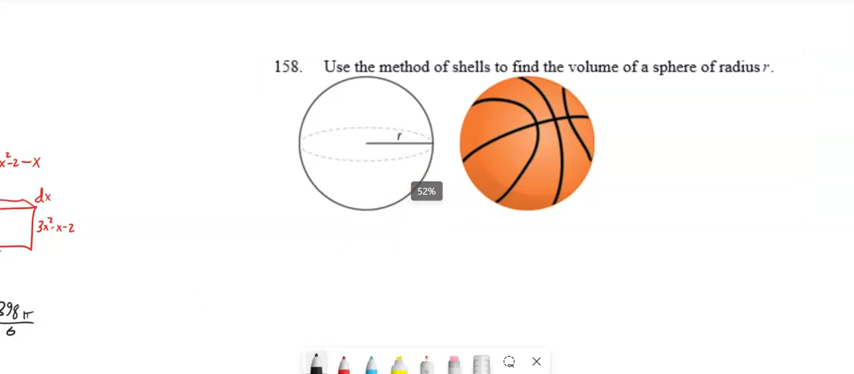 158. Use the method of shells to find the volume of a sphere of radius r.
r
52%
x²-2-x
dx
3x²-x-2
398π
6